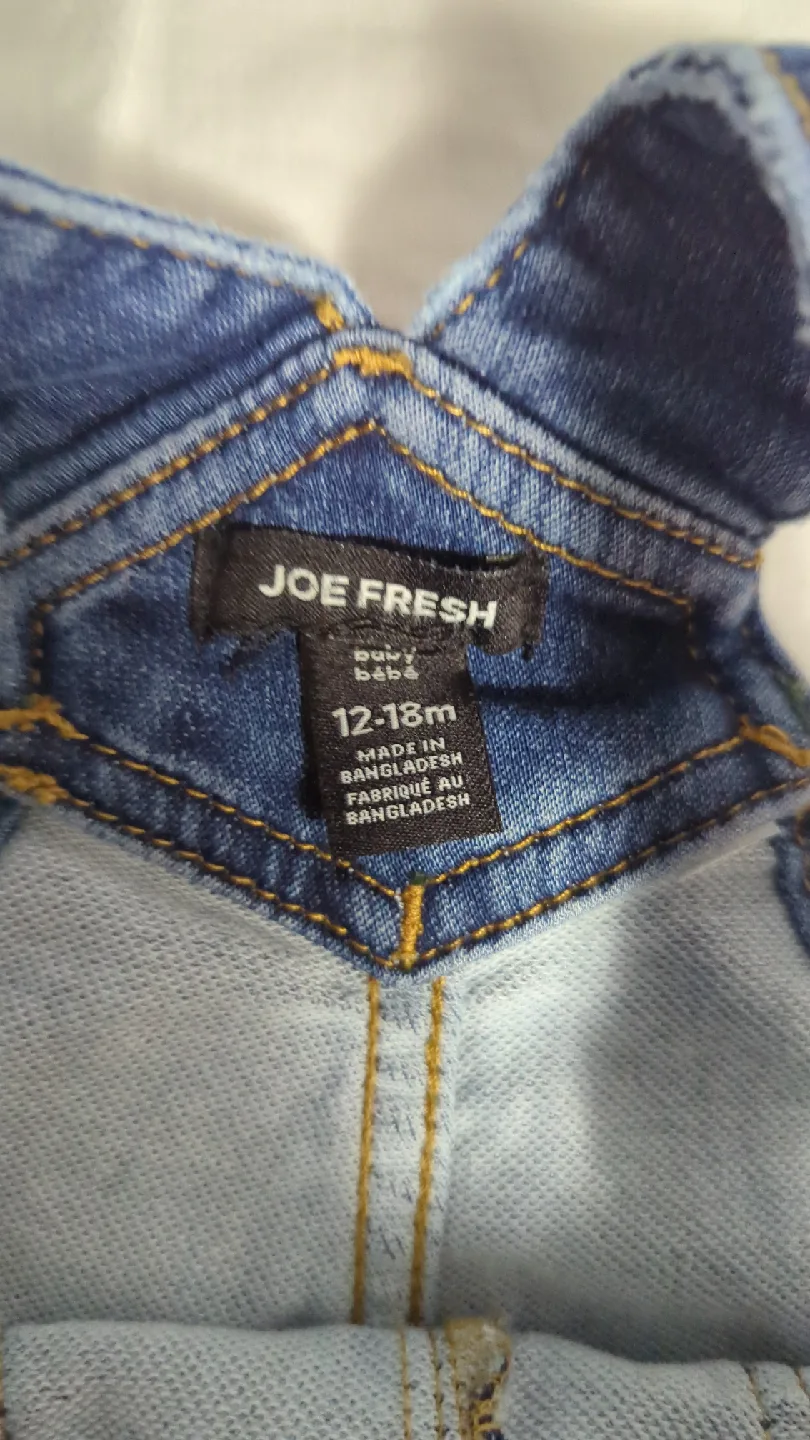 JOE FRESH
baby
bébé
12-18m
MADE IN
BANGLADESH
FABRIQUÉ AU
BANGLADESH